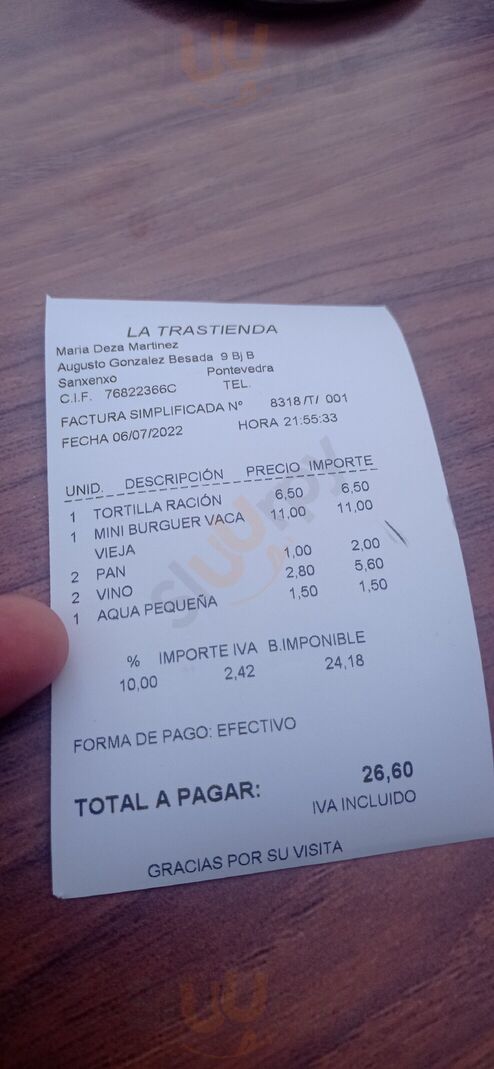 LA TRASTIENDA
Maria Deza Martinez
Augusto Gonzalez Besada 9 Bj B
Sanxenxo Pontevedra
C.I.F. 76822366C TEL.
FACTURA SIMPLIFICADA Nº 8318/T/ 001
FECHA 06/07/2022 HORA 21:55:33
UNID. DESCRIPCIÓN PRECIO IMPORTE
1 TORTILLA RACIÓN 6,50 6,50
1 MINI BURGUER VACA 11,00 11,00
VIEJA
2 PAN 1,00 2,00
2 VINO 2,80 5,60
1 AQUA PEQUEÑA 1,50 1,50
% IMPORTE IVA B.IMPONIBLE
10,00 2,42 24,18
FORMA DE PAGO: EFECTIVO
TOTAL A PAGAR: 26,60
IVA INCLUIDO
GRACIAS POR SU VISITA
sluurpy